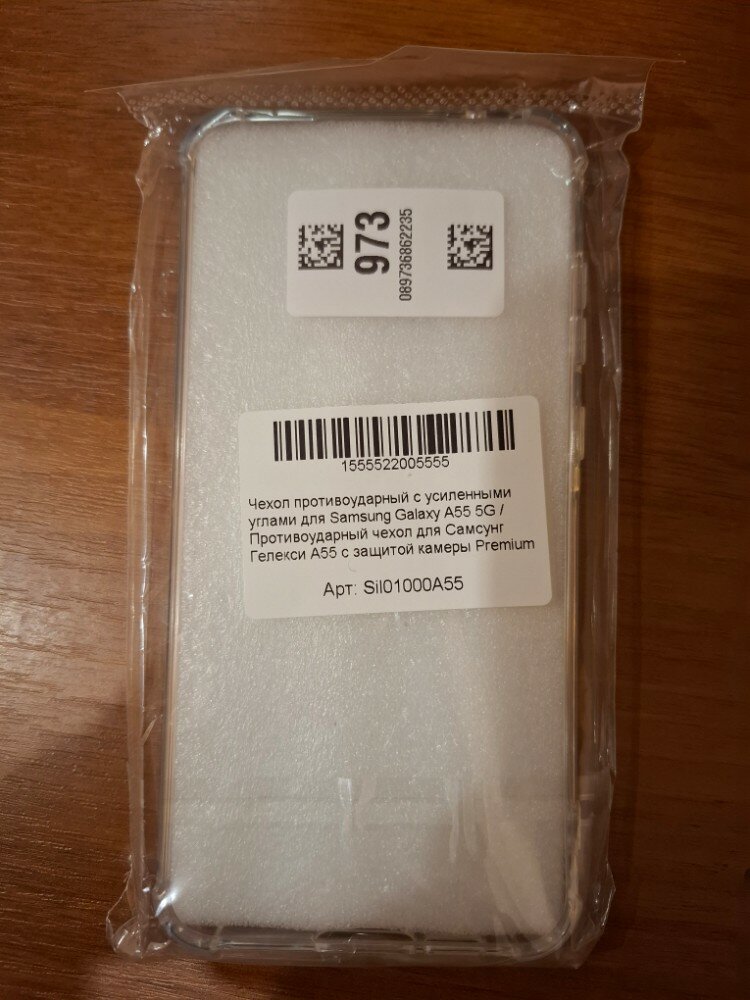 973
089736862235
1555522005555
Чехол противоударный с усиленными
углами для Samsung Galaxy A55 5G /
Противоударный чехол для Самсунг
Гелекси А55 с защитой камеры Premium
Арт: Sil01000A55